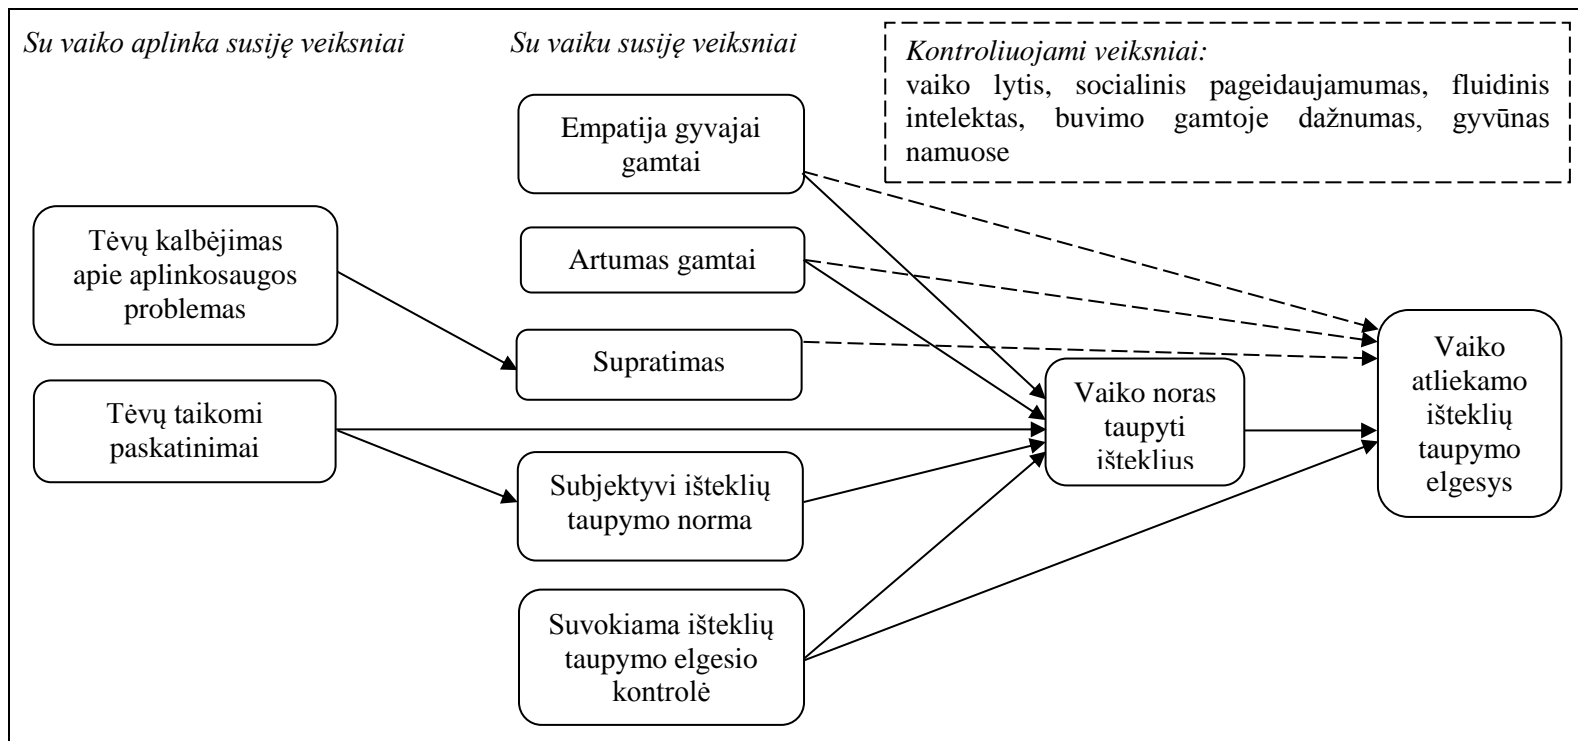 Su vaiko aplinka susiję veiksniai
Su vaiku susiję veiksniai
Kontroliuojami veiksniai:
vaiko lytis, socialinis pageidaujamumas, fluidinis
intelektas, buvimo gamtoje dažnumas, gyvūnas
namuose
Empatija gyvajai
gamtai
Tėvų kalbėjimas
apie aplinkosaugos
problemas
Artumas gamtai
Supratimas
Tėvų taikomi
paskatinimai
Subjektyvi išteklių
taupymo norma
Suvokiama išteklių
taupymo elgesio
kontrolė
Vaiko noras
taupyti
išteklius
Vaiko
atliekamo
išteklių
taupymo
elgesys